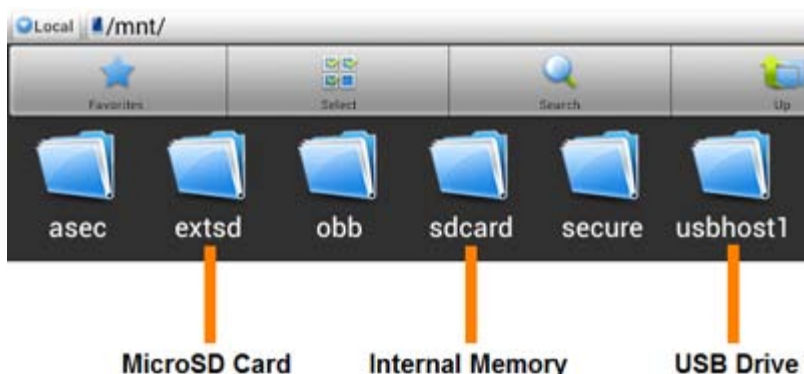 Local /mnt/
Favorites Select Search Up
asec extsd obb sdcard secure usbhost1
MicroSD Card Internal Memory USB Drive